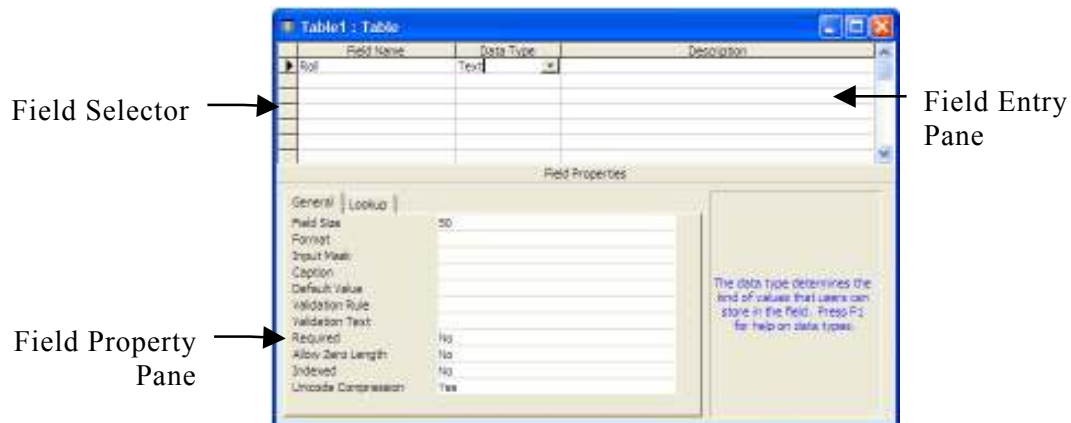 Table1 : Table
Field Name Data Type Description
Roll Text
Field Selector
Field Entry
Pane
Field Properties
General Lookup
Field Size 50
Format
Input Mask
Caption
Default Value
Validation Rule
Validation Text
Required No
Allow Zero Length No
Indexed No
Unicode Compression Yes
The data type determines the
kind of values that users can
store in the field. Press F1
for help on data types.
Field Property
Pane